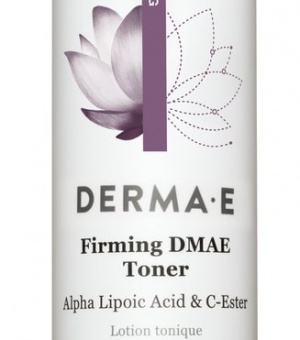 G
DERMA·E
Firming DMAE
Toner
Alpha Lipoic Acid & C-Ester
Lotion tonique